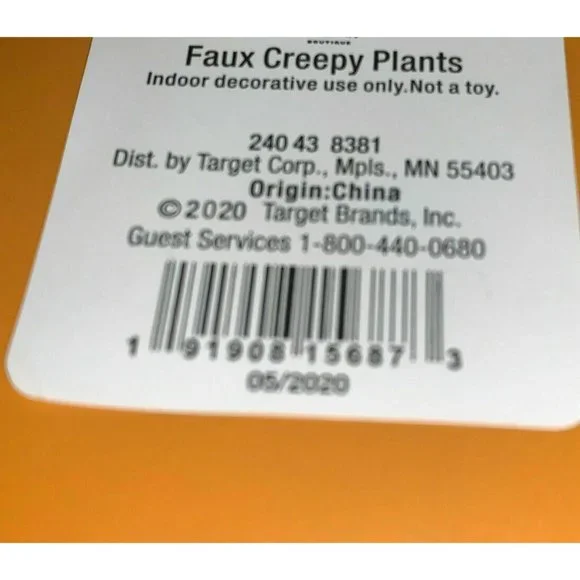 BOUTIQUE
Faux Creepy Plants
Indoor decorative use only.Not a toy.
240 43 8381
Dist. by Target Corp., Mpls., MN 55403
Origin:China
©2020 Target Brands, Inc.
Guest Services 1-800-440-0680
1 91908 15687 3
05/2020